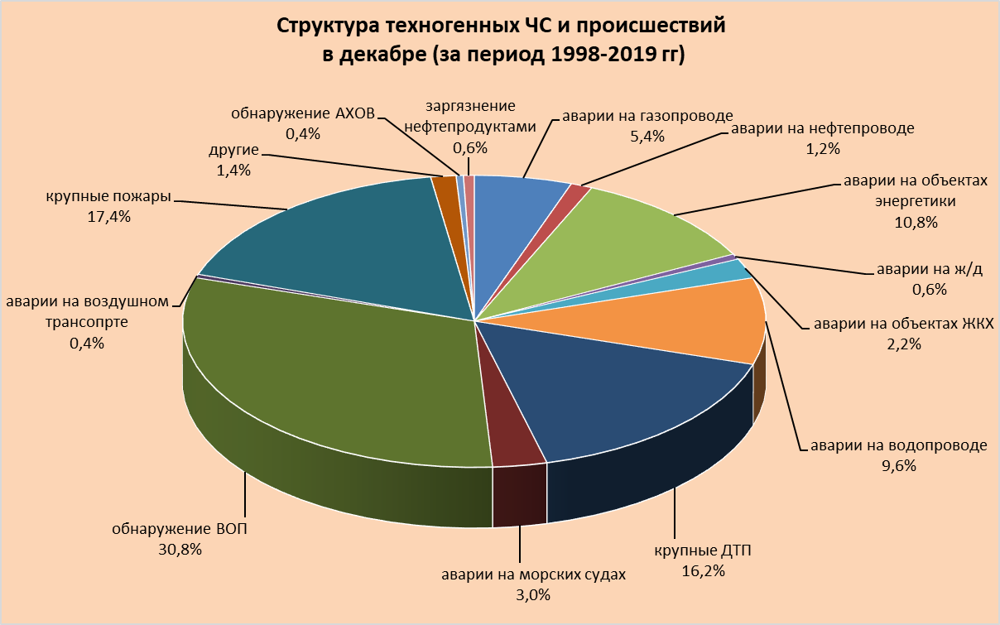 Структура техногенных ЧС и происшествий
в декабре (за период 1998-2019 гг)
заргязнение
нефтепродуктами
0,6%
аварии на газопроводе
5,4%
аварии на нефтепроводе
1,2%
аварии на объектах
энергетики
10,8%
аварии на ж/д
0,6%
аварии на объектах ЖКХ
2,2%
аварии на водопроводе
9,6%
крупные ДТП
16,2%
аварии на морских судах
3,0%
обнаружение ВОП
30,8%
аварии на воздушном
трансопрте
0,4%
крупные пожары
17,4%
другие
1,4%
обнаружение АХОВ
0,4%